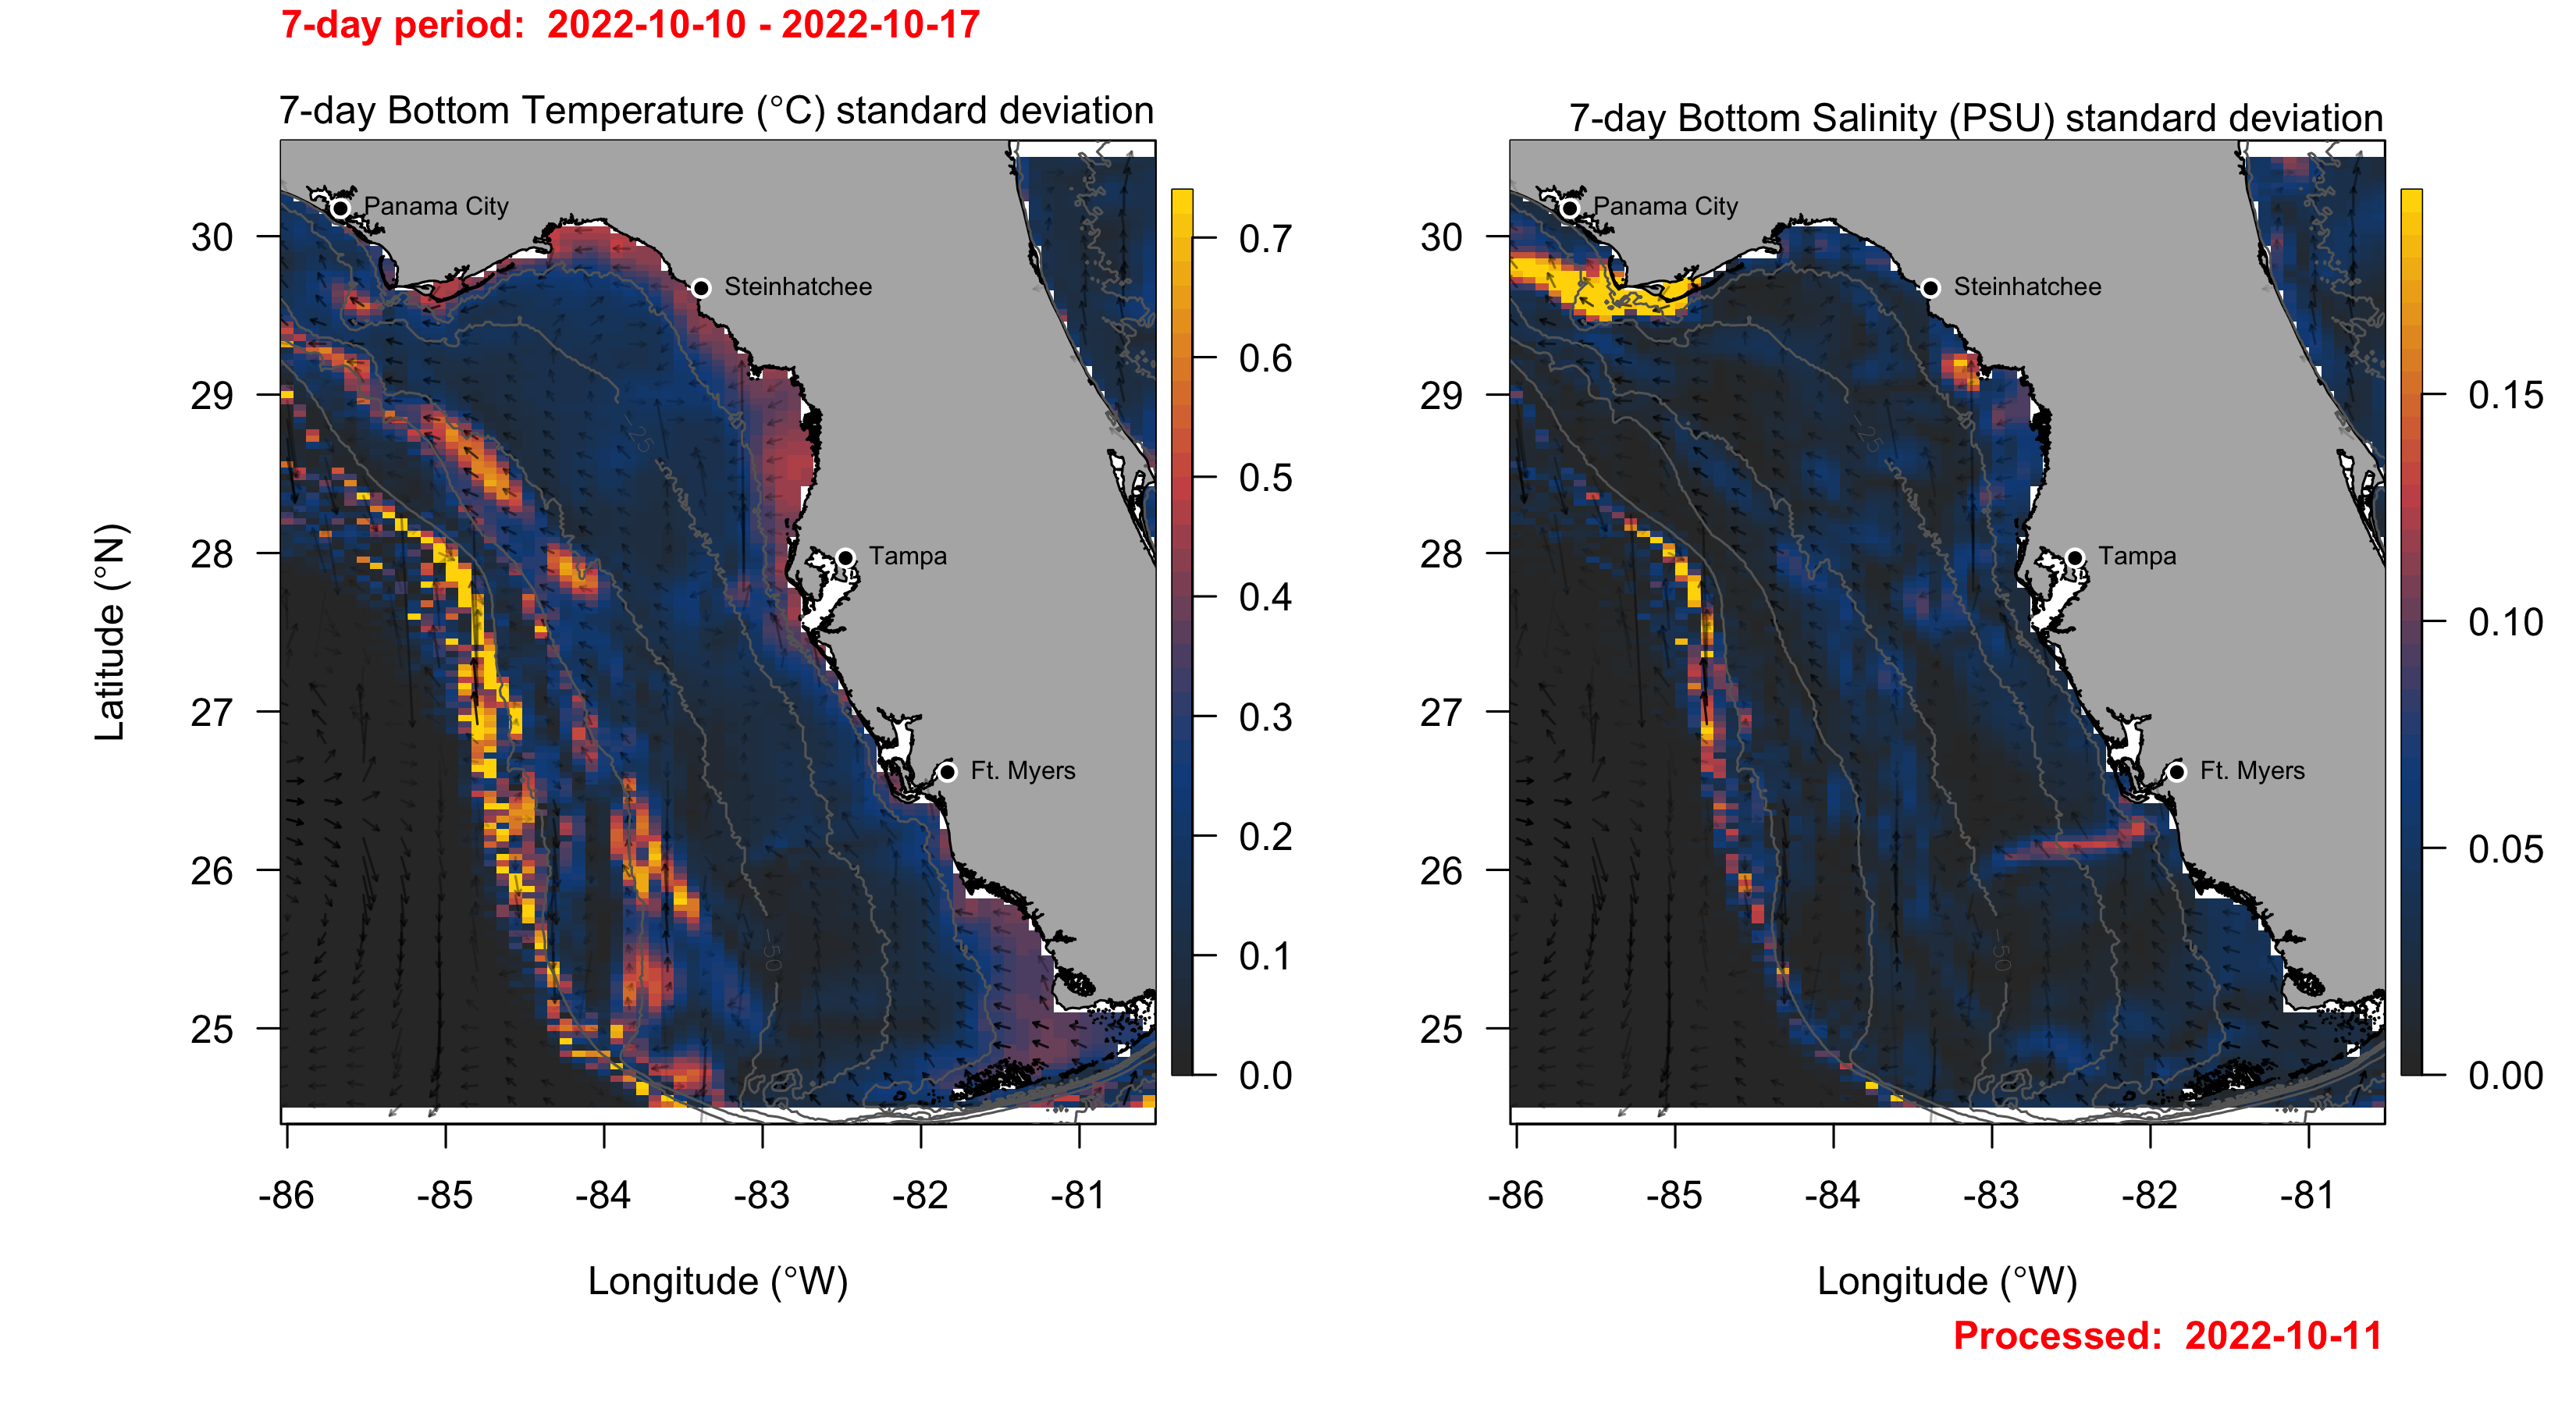 7-day period:  2022-10-10 - 2022-10-17
7-day Bottom Temperature (°C) standard deviation
Latitude (°N)
30
29
28
27
26
25
-86
-85
-84
-83
-82
-81
Longitude (°W)
Panama City
Steinhatchee
Tampa
Ft. Myers
-25
-50
0.7
0.6
0.5
0.4
0.3
0.2
0.1
0.0
7-day Bottom Salinity (PSU) standard deviation
30
29
28
27
26
25
-86
-85
-84
-83
-82
-81
Longitude (°W)
Panama City
Steinhatchee
Tampa
Ft. Myers
-25
-50
0.15
0.10
0.05
0.00
Processed:  2022-10-11